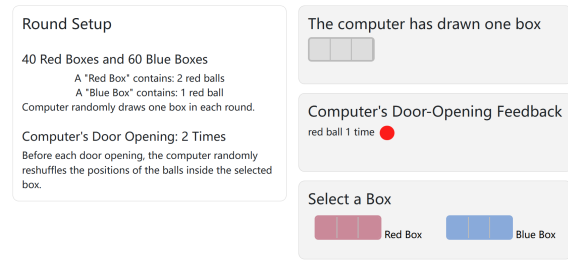 Round Setup
40 Red Boxes and 60 Blue Boxes
A "Red Box" contains: 2 red balls
A "Blue Box" contains: 1 red ball
Computer randomly draws one box in each round.
Computer's Door Opening: 2 Times
Before each door opening, the computer randomly
reshuffles the positions of the balls inside the selected
box.
The computer has drawn one box
Computer's Door-Opening Feedback
red ball 1 time
Select a Box
Red Box
Blue Box